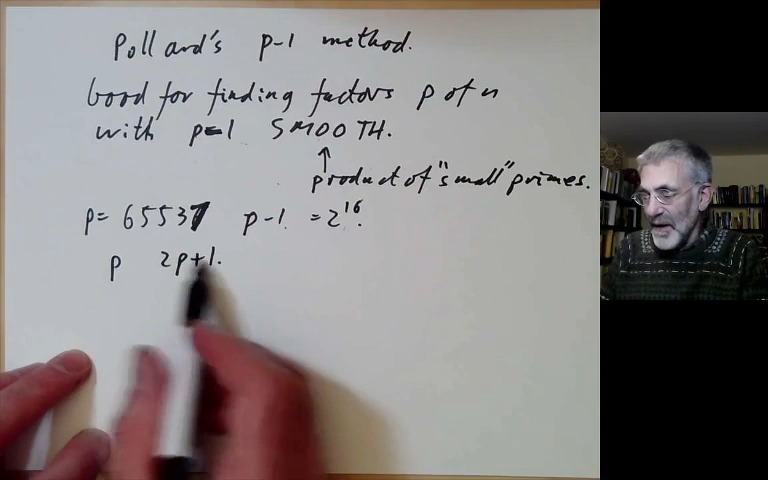 Pollard's p-1 method.
Good for finding factors p of n
with p-1 SMOOTH.
↑
product of "small" primes.
p= 65537 p-1 = 2^16.
p 2p+1.